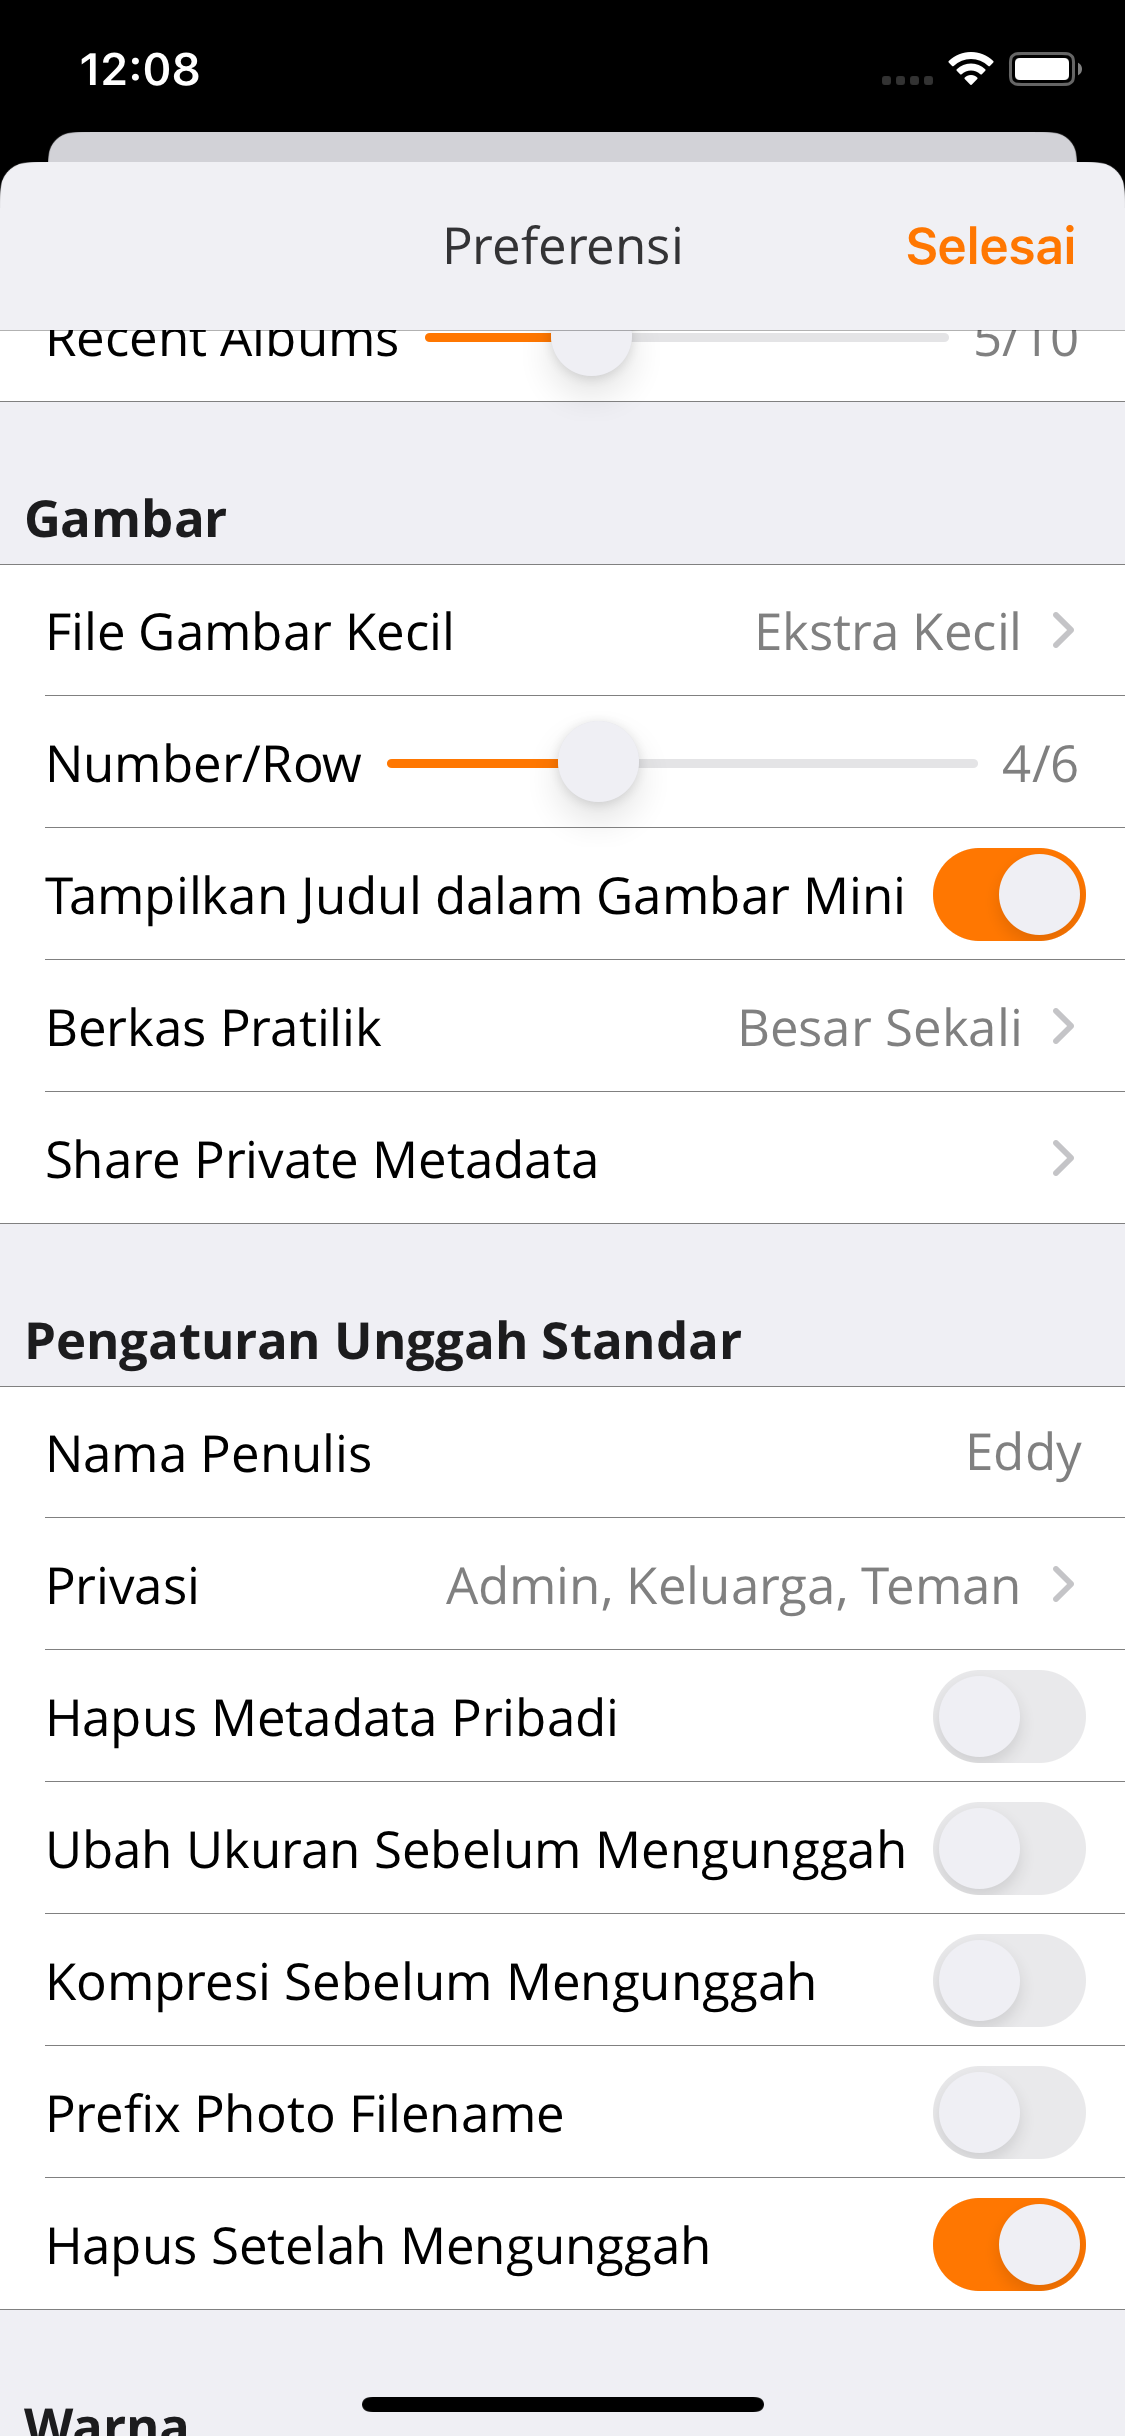 12:08
Preferensi
Selesai
Recent Albums
5/10
Gambar
File Gambar Kecil
Ekstra Kecil
Number/Row
4/6
Tampilkan Judul dalam Gambar Mini
Berkas Pratilik
Besar Sekali
Share Private Metadata
Pengaturan Unggah Standar
Nama Penulis
Eddy
Privasi
Admin, Keluarga, Teman
Hapus Metadata Pribadi
Ubah Ukuran Sebelum Mengunggah
Kompresi Sebelum Mengunggah
Prefix Photo Filename
Hapus Setelah Mengunggah
Warna